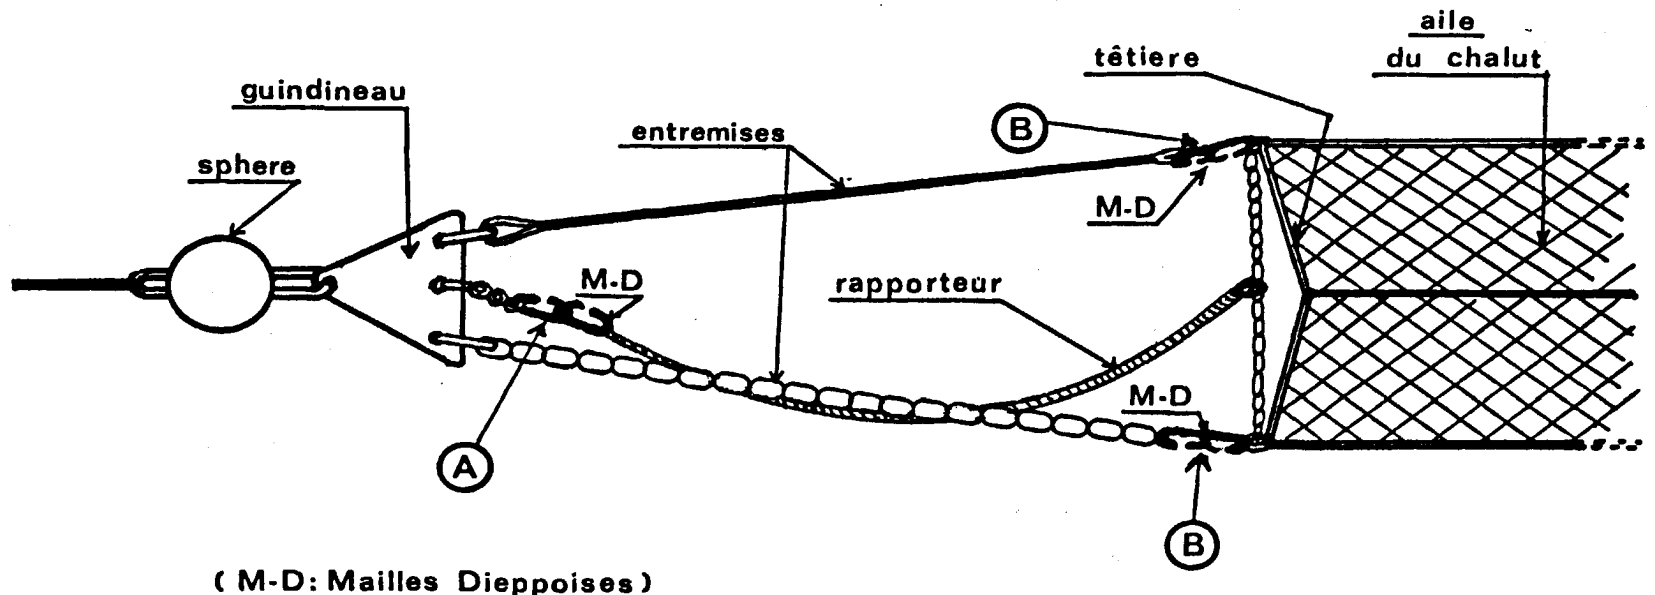 aile
du chalut
têtiere
guindineau
entremises
B
sphere
M-D
M-D
rapporteur
M-D
A
B
( M-D: Mailles Dieppoises )